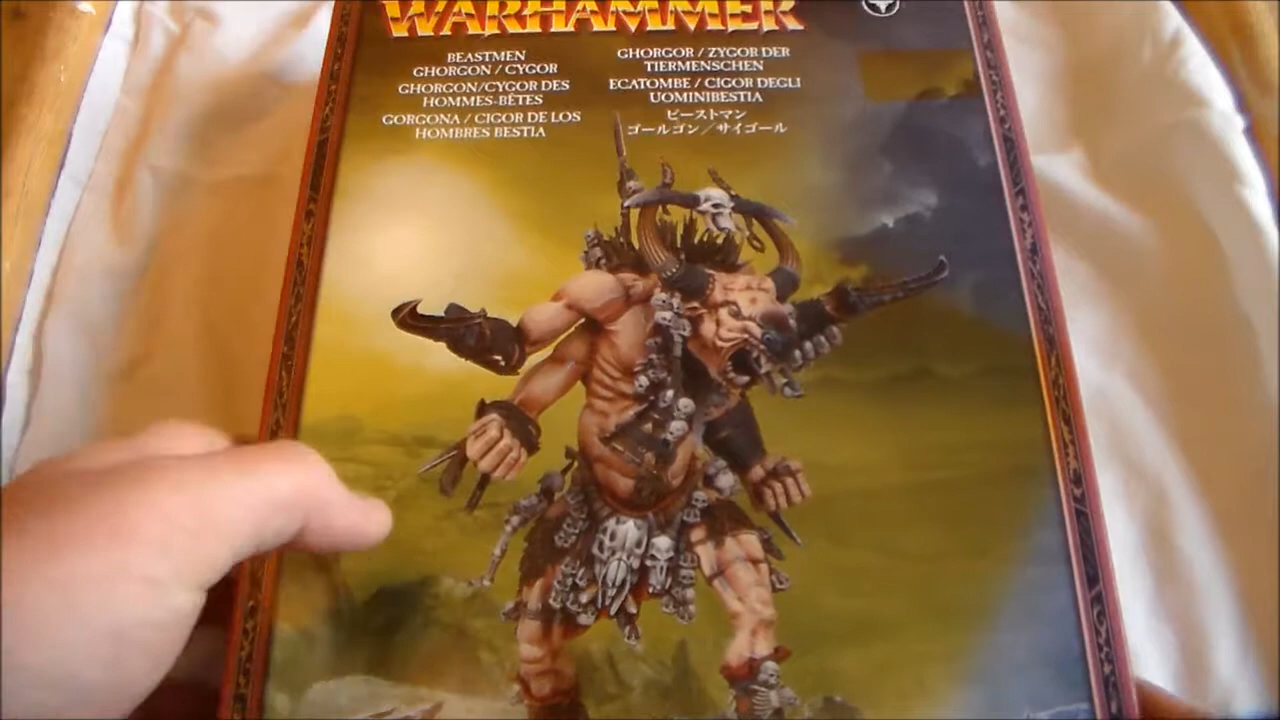 WARHAMMER
BEASTMEN
GHORGON / CYGOR
GHORGON/CYGOR DES
HOMMES-BÊTES
GORGONA / CIGOR DE LOS
HOMBRES BESTIA
GHORGOR / ZYGOR DER
TIERMENSCHEN
ECATOMBE / CIGOR DEGLI
UOMINIBESTIA
ビーストマン
ゴールゴン／サイゴール